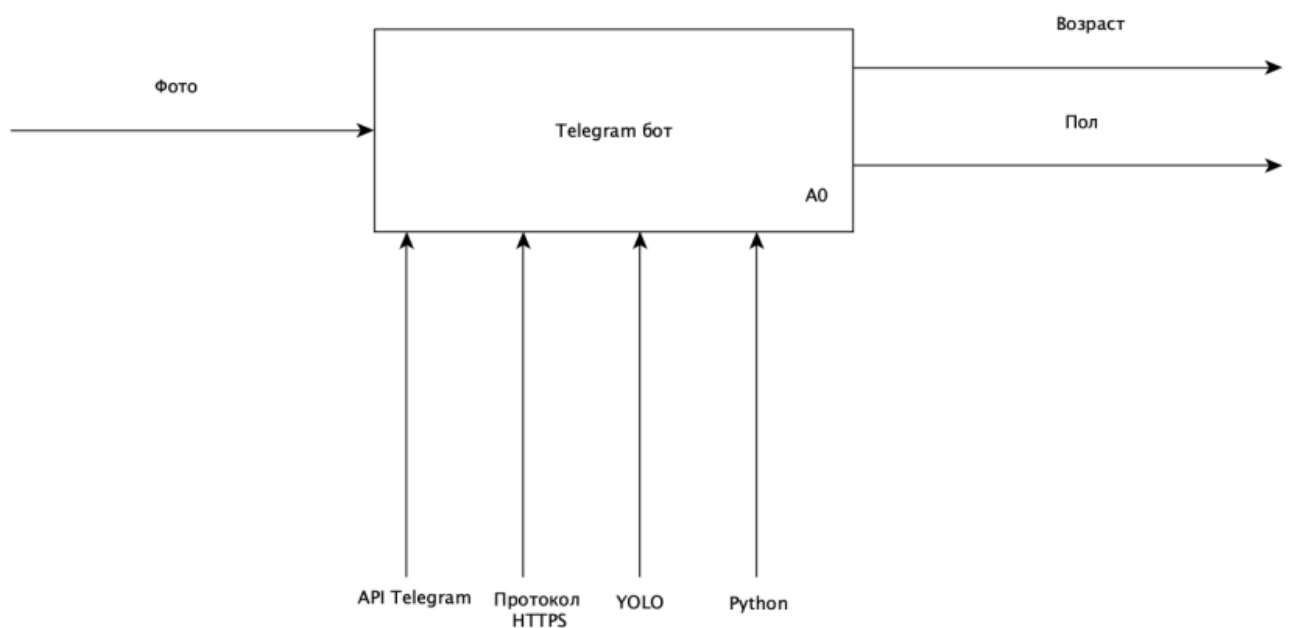 Возраст
Фото
Пол
Telegram бот
A0
API Telegram
Протокол
HTTPS
YOLO
Python